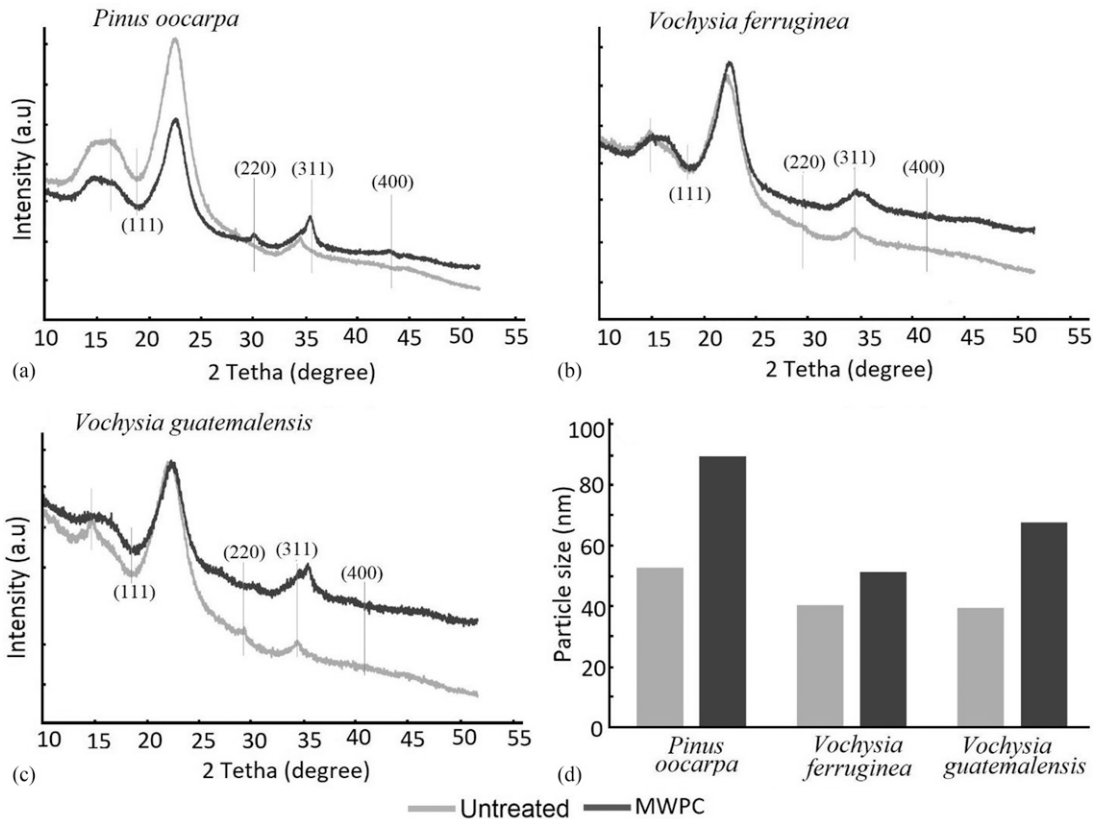 Pinus oocarpa
Intensity (a.u)
(111)
(220)
(311)
(400)
10 15 20 25 30 35 40 45 50 55
2 Tetha (degree)
(a)
Vochysia ferruginea
(111)
(220)
(311)
(400)
10 15 20 25 30 35 40 45 50 55
2 Tetha (degree)
(b)
Vochysia guatemalensis
Intensity (a.u)
(111)
(220)
(311)
(400)
10 15 20 25 30 35 40 45 50 55
2 Tetha (degree)
(c)
Particle size (nm)
100
80
60
40
20
0
Pinus
oocarpa
Vochysia
ferruginea
Vochysia
guatemalensis
(d)
Untreated MWPC